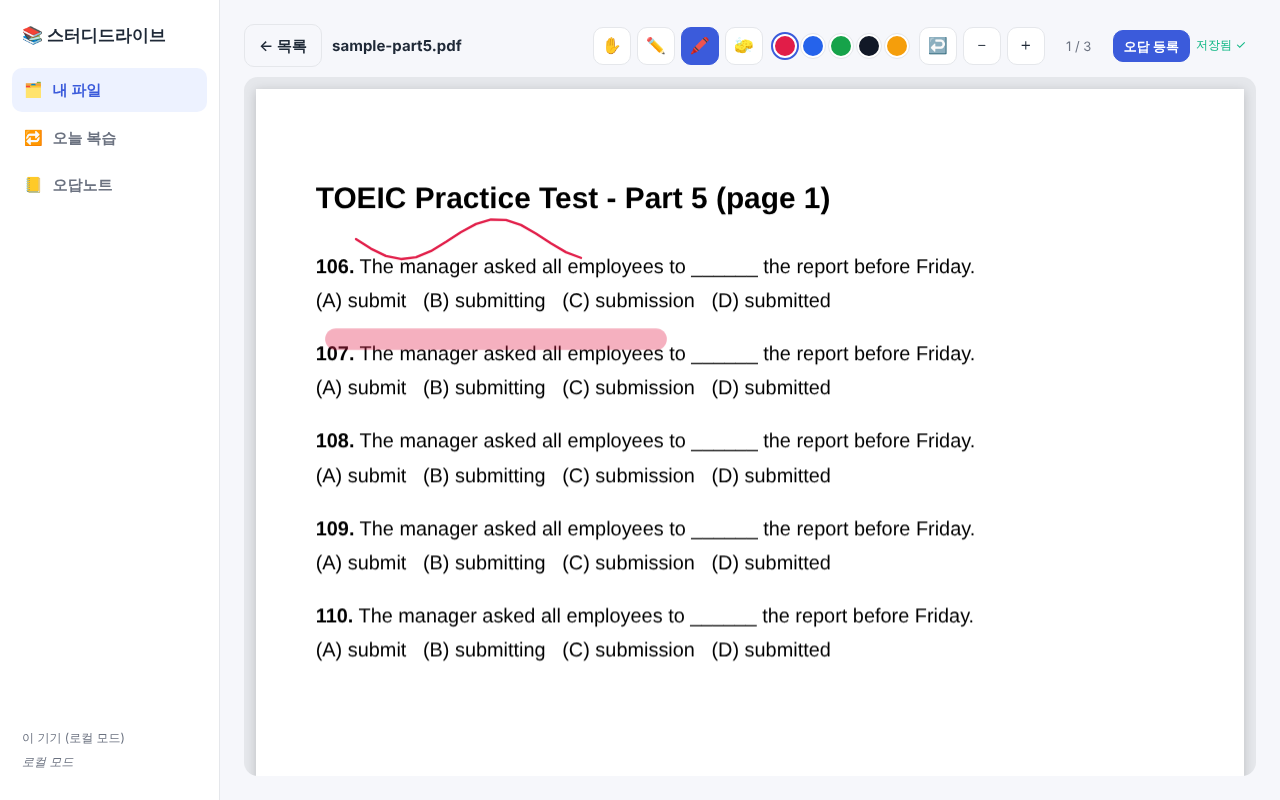 📚 스터디드라이브
🗂️ 내 파일
🔁 오늘 복습
📒 오답노트
이 기기 (로컬 모드)
로컬 모드
← 목록 sample-part5.pdf
− + 1 / 3 오답 등록 저장됨 ✓
TOEIC Practice Test - Part 5 (page 1)
106. The manager asked all employees to ______ the report before Friday.
(A) submit (B) submitting (C) submission (D) submitted
107. The manager asked all employees to ______ the report before Friday.
(A) submit (B) submitting (C) submission (D) submitted
108. The manager asked all employees to ______ the report before Friday.
(A) submit (B) submitting (C) submission (D) submitted
109. The manager asked all employees to ______ the report before Friday.
(A) submit (B) submitting (C) submission (D) submitted
110. The manager asked all employees to ______ the report before Friday.
(A) submit (B) submitting (C) submission (D) submitted